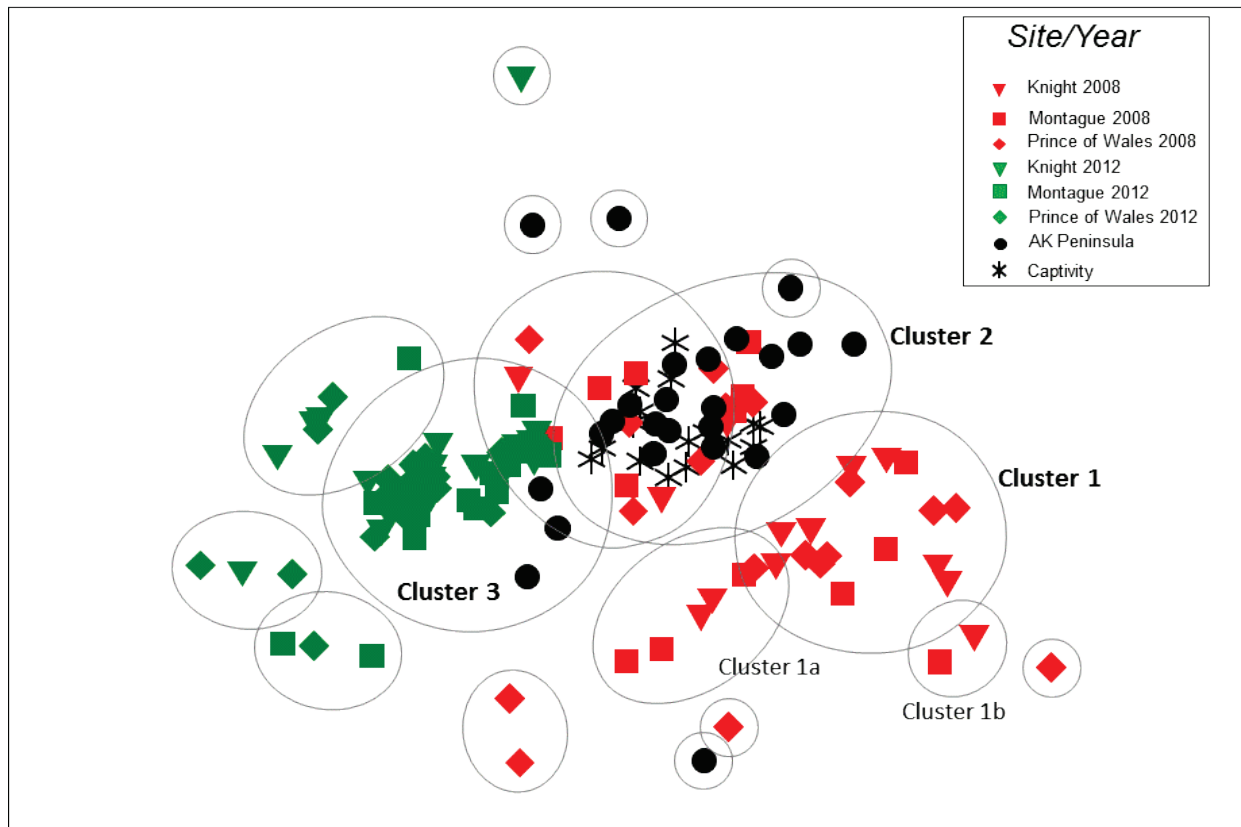 Site/Year
Knight 2008
Montague 2008
Prince of Wales 2008
Knight 2012
Montague 2012
Prince of Wales 2012
AK Peninsula
Captivity
Cluster 2
Cluster 1
Cluster 3
Cluster 1a
Cluster 1b